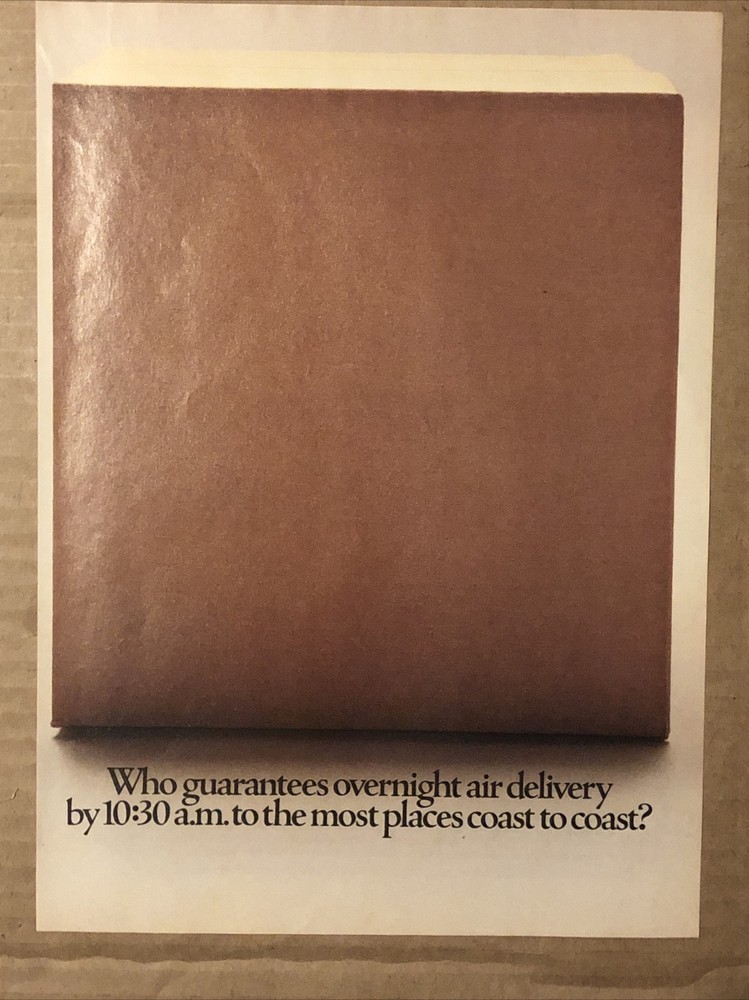 Who guarantees overnight air delivery
by 10:30 a.m. to the most places coast to coast?